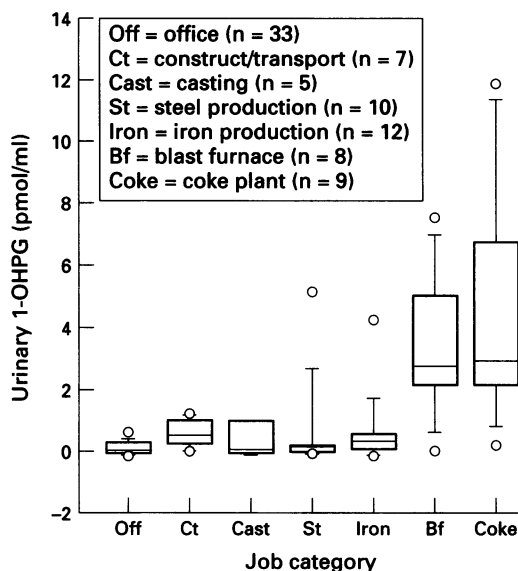 14
12
10
8
6
4
2
0
−2
Urinary 1-OHPG (pmol/ml)
Off = office (n = 33)
Ct = construct/transport (n = 7)
Cast = casting (n = 5)
St = steel production (n = 10)
Iron = iron production (n = 12)
Bf = blast furnace (n = 8)
Coke = coke plant (n = 9)
Off Ct Cast St Iron Bf Coke
Job category